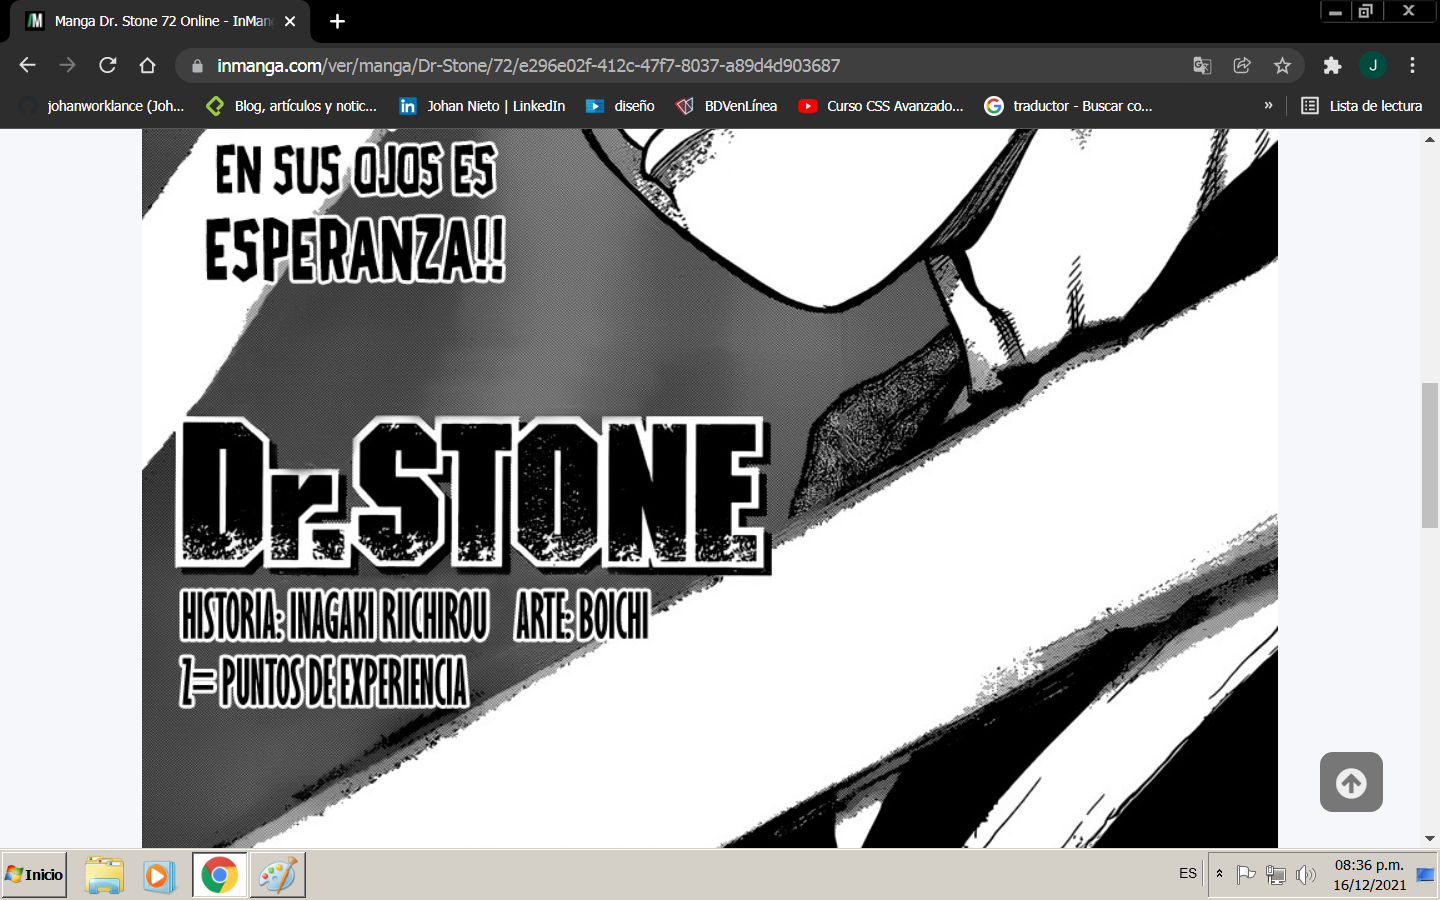 Manga Dr. Stone 72 Online - InMan
inmanga.com/ver/manga/Dr-Stone/72/e296e02f-412c-47f7-8037-a89d4d903687
J
johanworklance (Joh...
Blog, artículos y notic...
Johan Nieto | LinkedIn
diseño
BDVenLínea
Curso CSS Avanzado...
traductor - Buscar co...
»
Lista de lectura
EN SUS OJOS ES
ESPERANZA!!
Dr.STONE
HISTORIA: INAGAKI RIICHIROU ARTE: BOICHI
Z= PUNTOS DE EXPERIENCIA
Inicio
ES
08:36 p.m.
16/12/2021